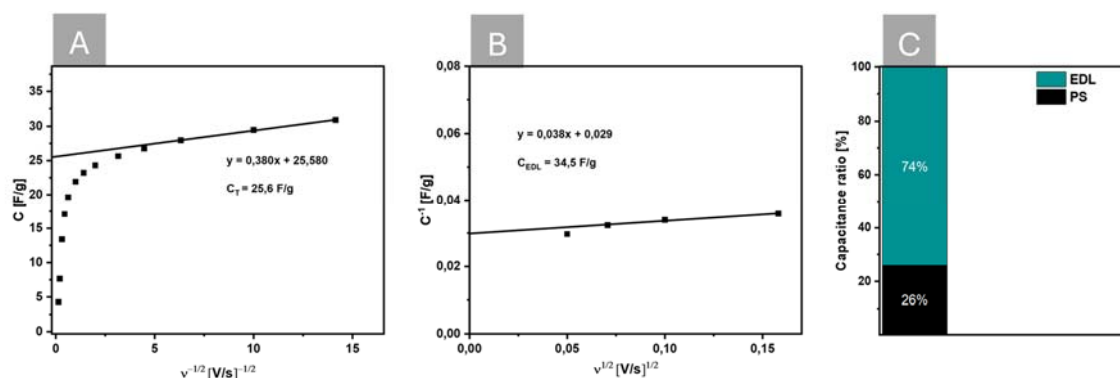 A
C [F/g]
35
30
25
20
15
10
5
0
y = 0,380x + 25,580
C_T = 25,6 F/g
0 5 10 15
ν^-1/2 [V/s]^-1/2
B
C^-1 [F/g]
0,08
0,06
0,04
0,02
0,00
y = 0,038x + 0,029
C_EDL = 34,5 F/g
0,00 0,05 0,10 0,15
ν^1/2 [V/s]^1/2
C
Capacitance ratio [%]
100
80
60
40
20
EDL
PS
74%
26%